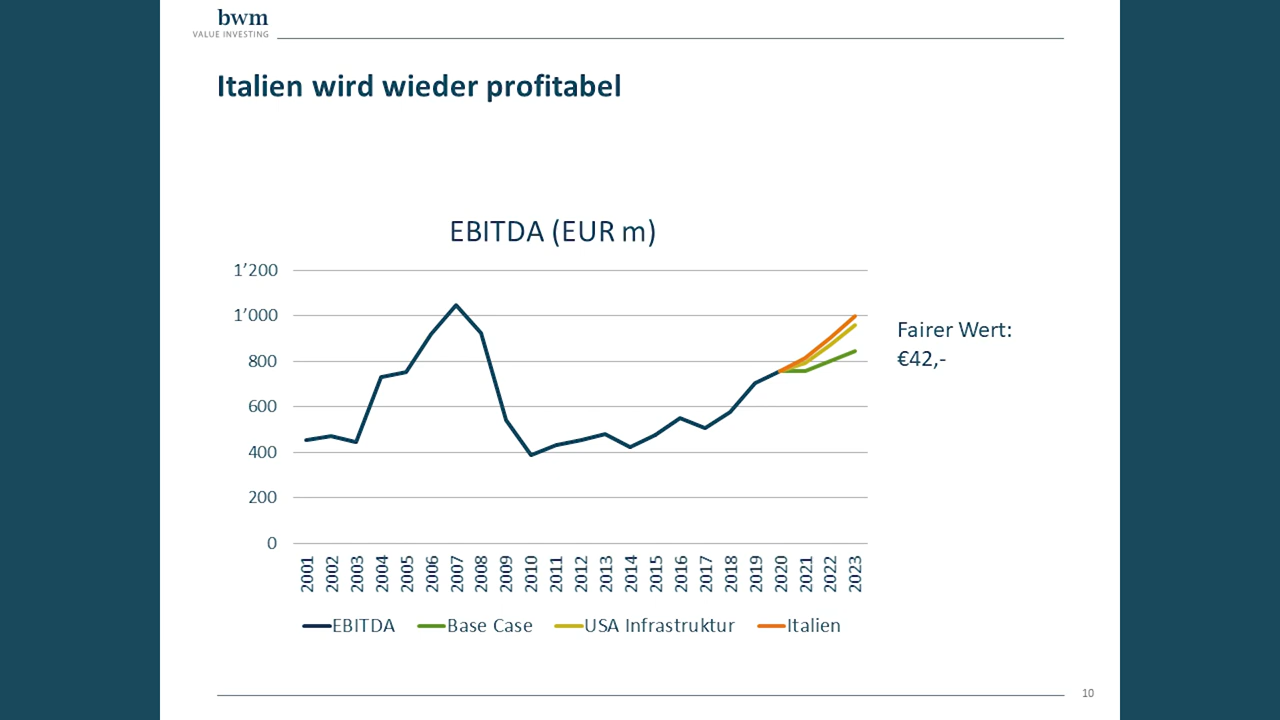 bwm
VALUE INVESTING
Italien wird wieder profitabel
EBITDA (EUR m)
1’200
1’000
800
600
400
200
0
Fairer Wert:
€42,-
2001 2002 2003 2004 2005 2006 2007 2008 2009 2010 2011 2012 2013 2014 2015 2016 2017 2018 2019 2020 2021 2022 2023
EBITDA Base Case USA Infrastruktur Italien
10